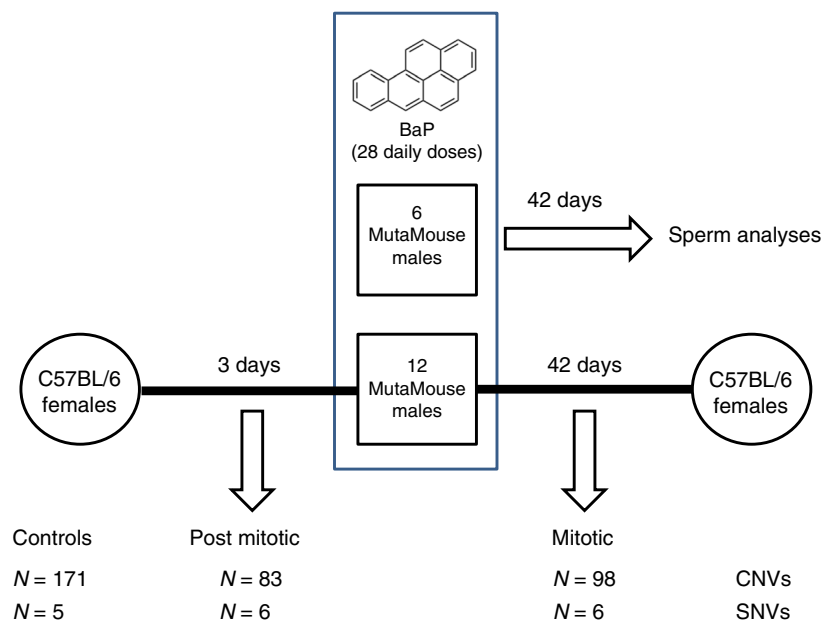 BaP
(28 daily doses)
6
MutaMouse
males
42 days
Sperm analyses
C57BL/6
females
3 days
12
MutaMouse
males
42 days
C57BL/6
females
Controls Post mitotic Mitotic
N = 171 N = 83 N = 98 CNVs
N = 5 N = 6 N = 6 SNVs